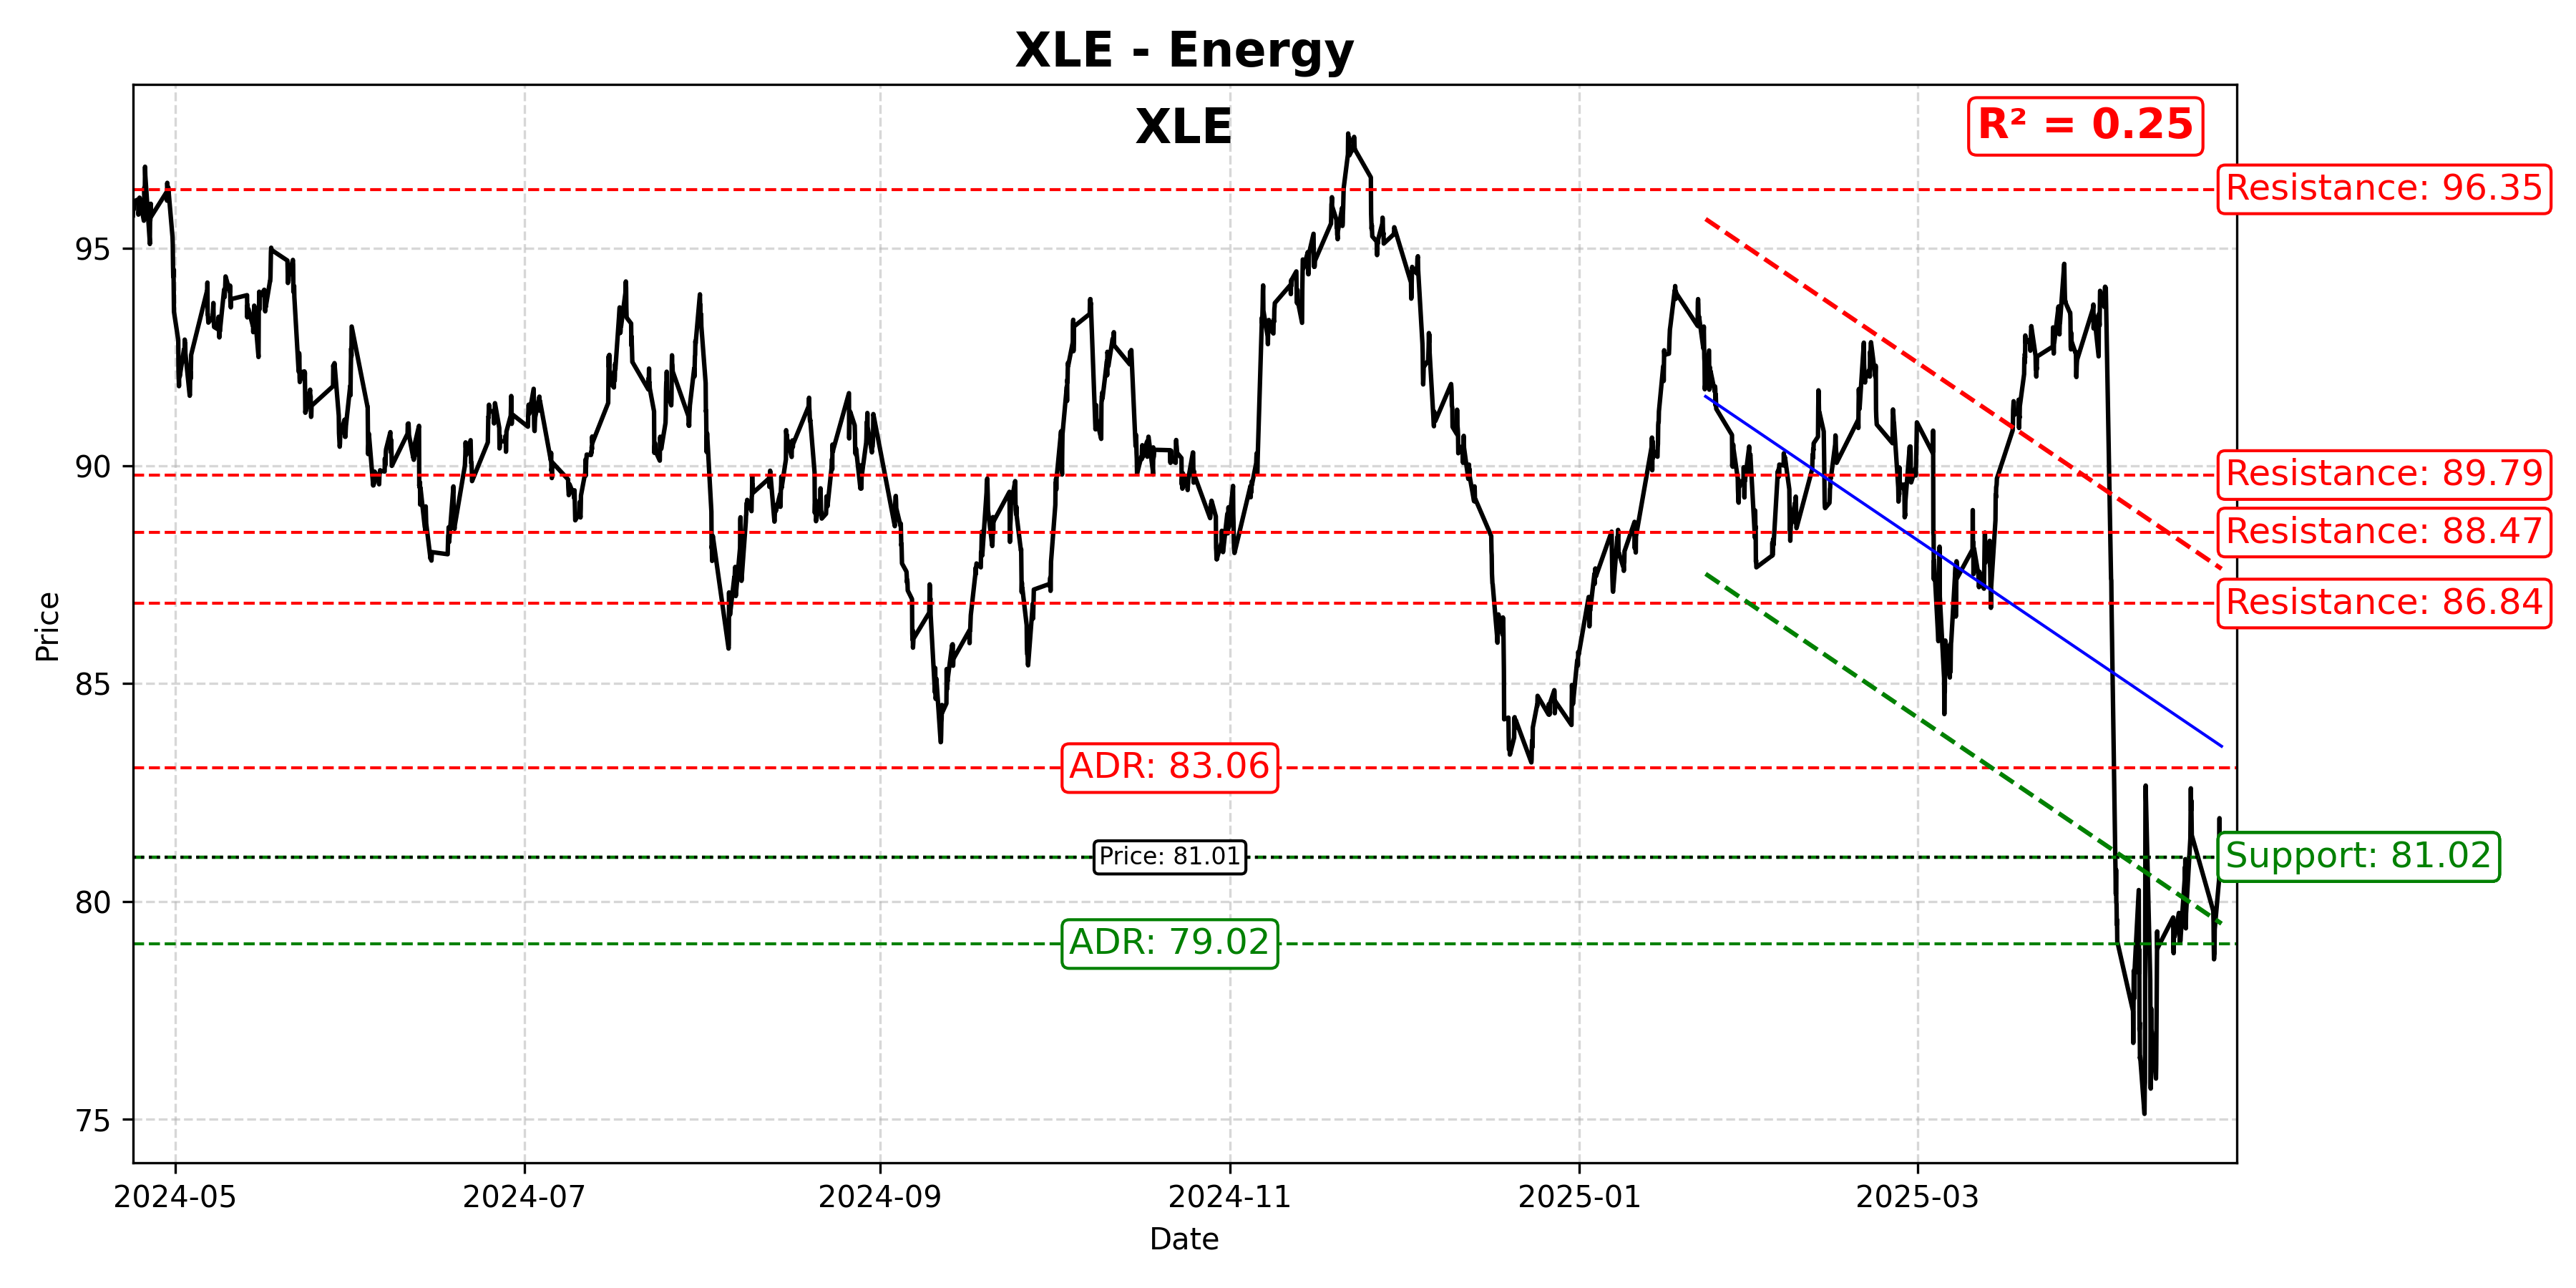 XLE - Energy
XLE
R² = 0.25
Resistance: 96.35
95
90
Resistance: 89.79
Resistance: 88.47
Resistance: 86.84
Price
85
ADR: 83.06
Price: 81.01
Support: 81.02
80
ADR: 79.02
75
2024-05
2024-07
2024-09
2024-11
2025-01
2025-03
Date